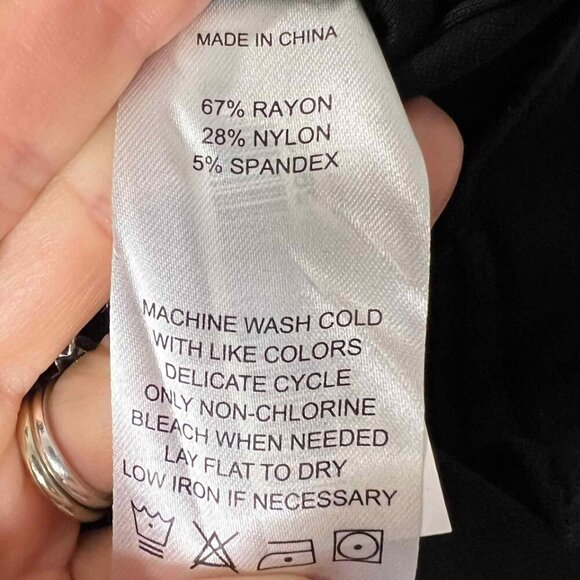 MADE IN CHINA
67% RAYON
28% NYLON
5% SPANDEX
MACHINE WASH COLD
WITH LIKE COLORS
DELICATE CYCLE
ONLY NON-CHLORINE
BLEACH WHEN NEEDED
LAY FLAT TO DRY
LOW IRON IF NECESSARY